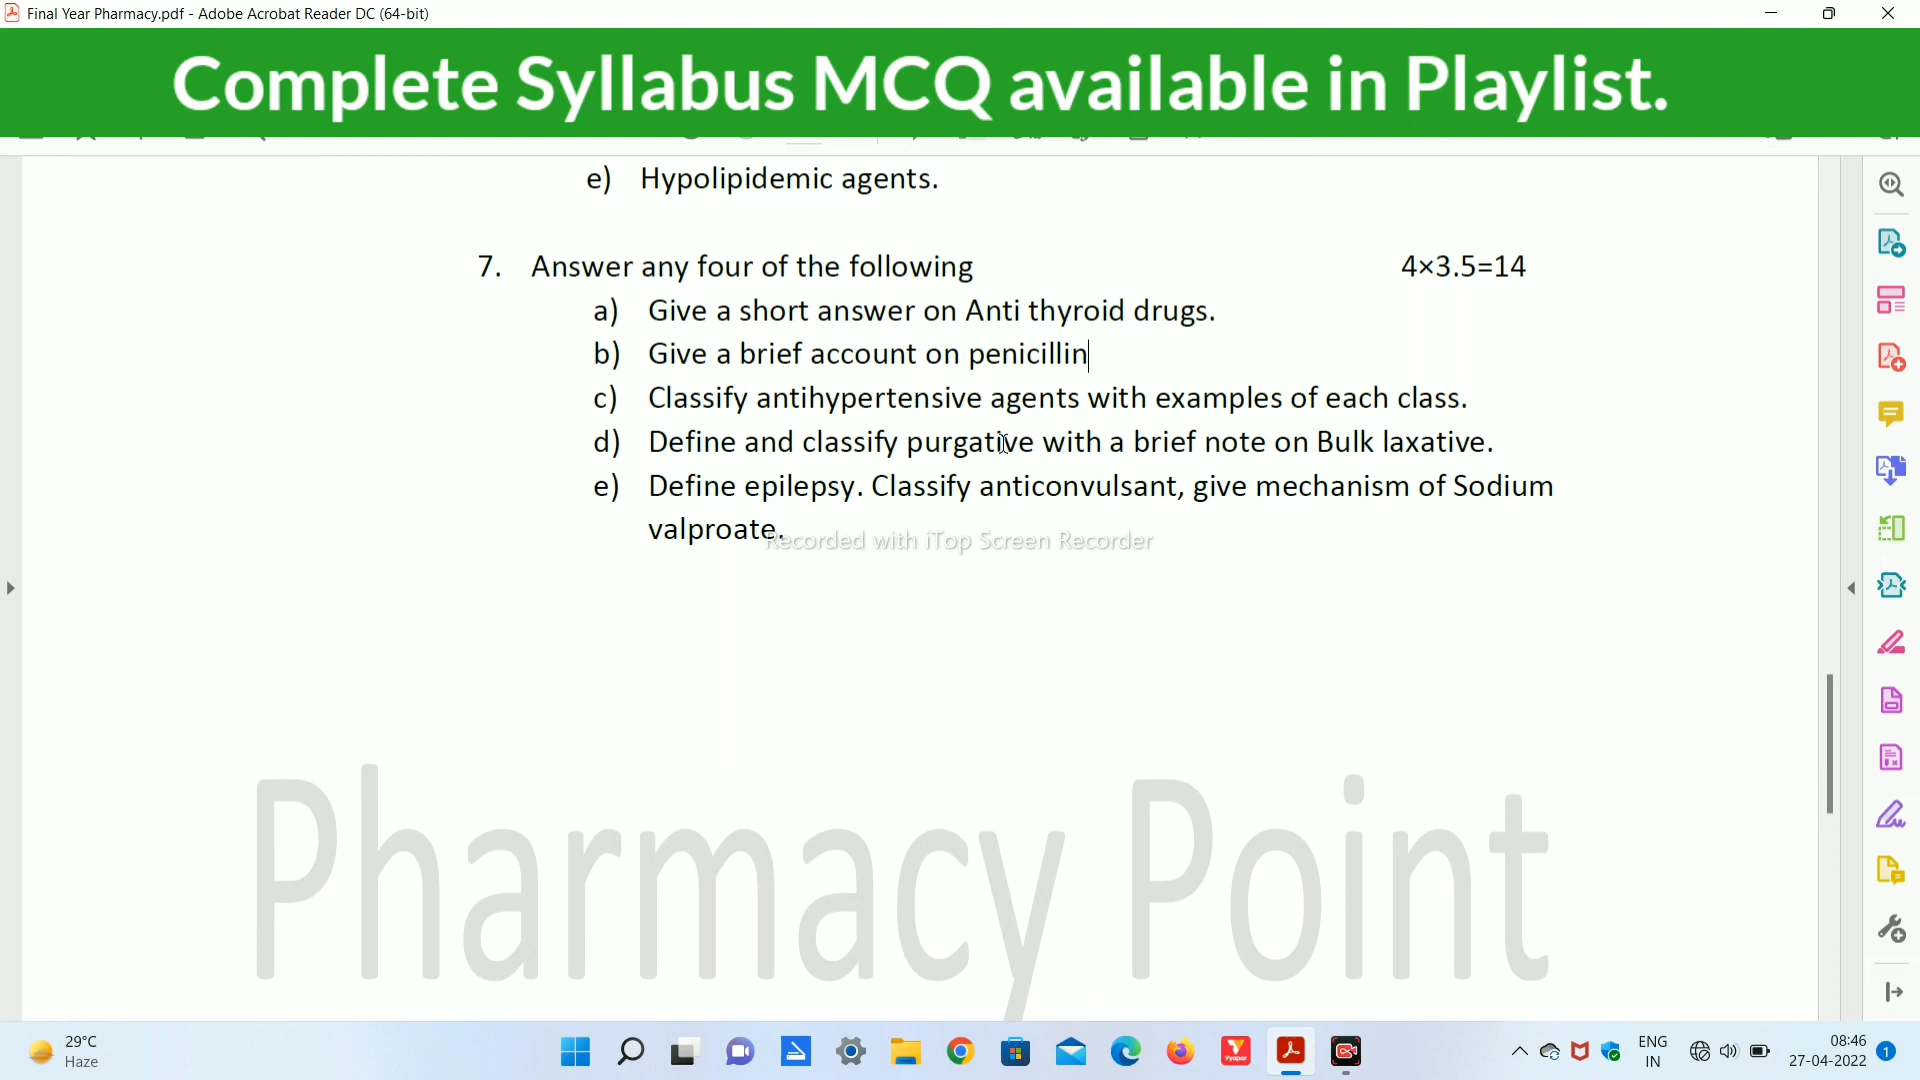 Final Year Pharmacy.pdf - Adobe Acrobat Reader DC (64-bit)
Complete Syllabus MCQ available in Playlist.
e) Hypolipidemic agents.
7. Answer any four of the following 4×3.5=14
a) Give a short answer on Anti thyroid drugs.
b) Give a brief account on penicillin
c) Classify antihypertensive agents with examples of each class.
d) Define and classify purgative with a brief note on Bulk laxative.
e) Define epilepsy. Classify anticonvulsant, give mechanism of Sodium
valproate.
Recorded with iTop Screen Recorder
Pharmacy Point
29°C
Haze
Vyapar
ENG
IN
08:46
27-04-2022
1